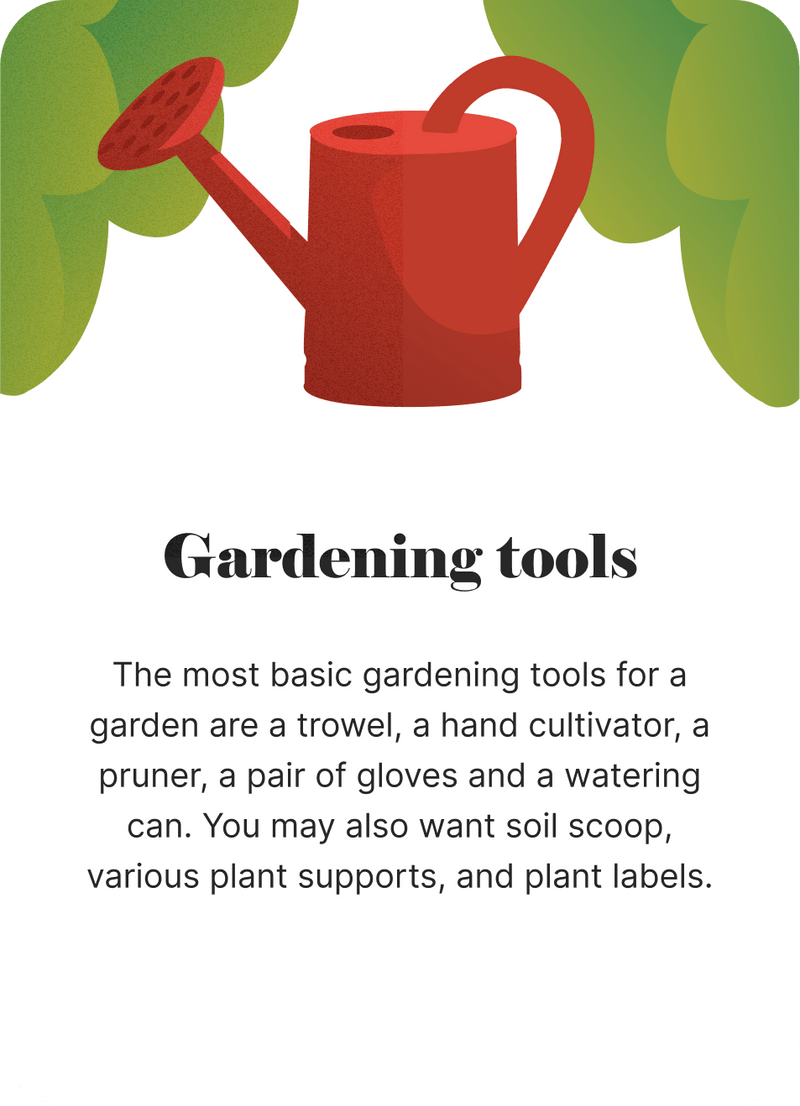 Gardening tools
The most basic gardening tools for a
garden are a trowel, a hand cultivator, a
pruner, a pair of gloves and a watering
can. You may also want soil scoop,
various plant supports, and plant labels.